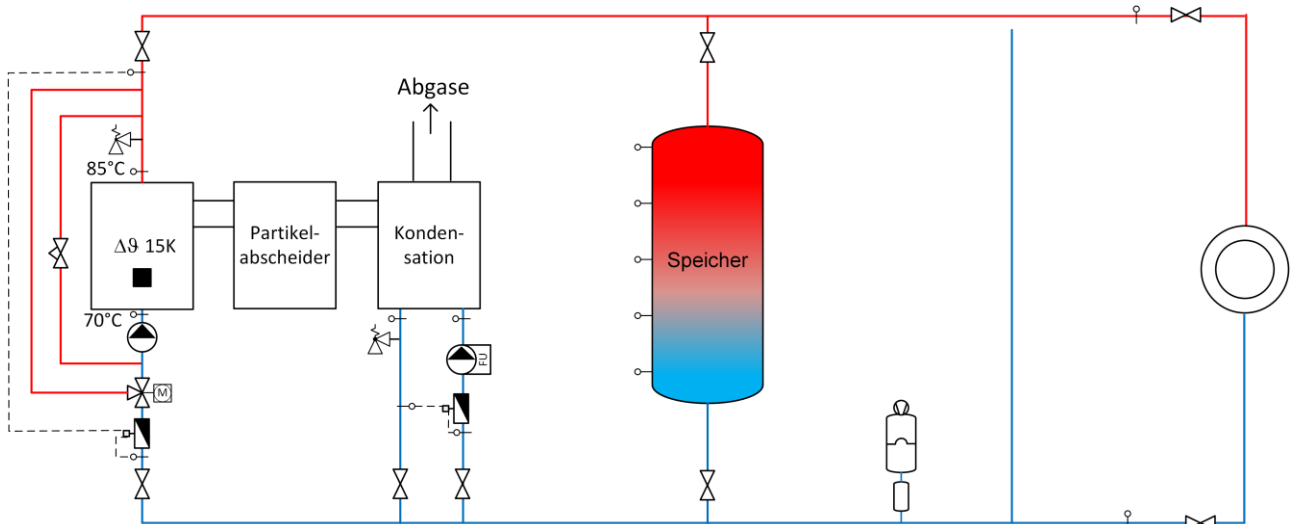 Abgase
85°C
Δϑ 15K
Partikel-
abscheider
Konden-
sation
Speicher
70°C
FU
M